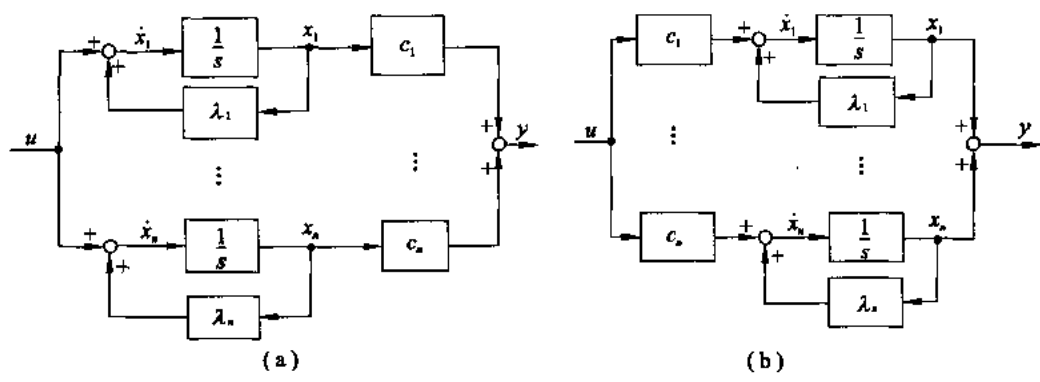 u
+
ẋ₁
1/s
x₁
c₁
+
λ₁
+
y
⋮
⋮
+
+
ẋₙ
1/s
xₙ
cₙ
+
λₙ
(a)
u
c₁
+
ẋ₁
1/s
x₁
+
λ₁
+
y
⋮
⋮
+
cₙ
+
ẋₙ
1/s
xₙ
+
λₙ
(b)